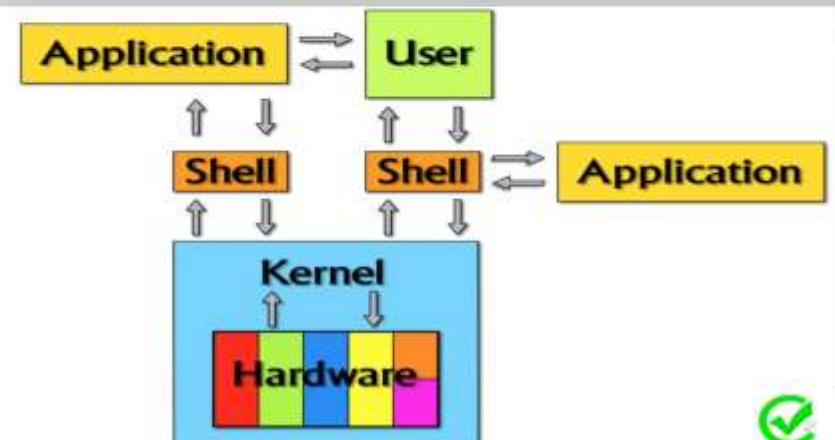 Application
User
Shell
Shell
Application
Kernel
Hardware